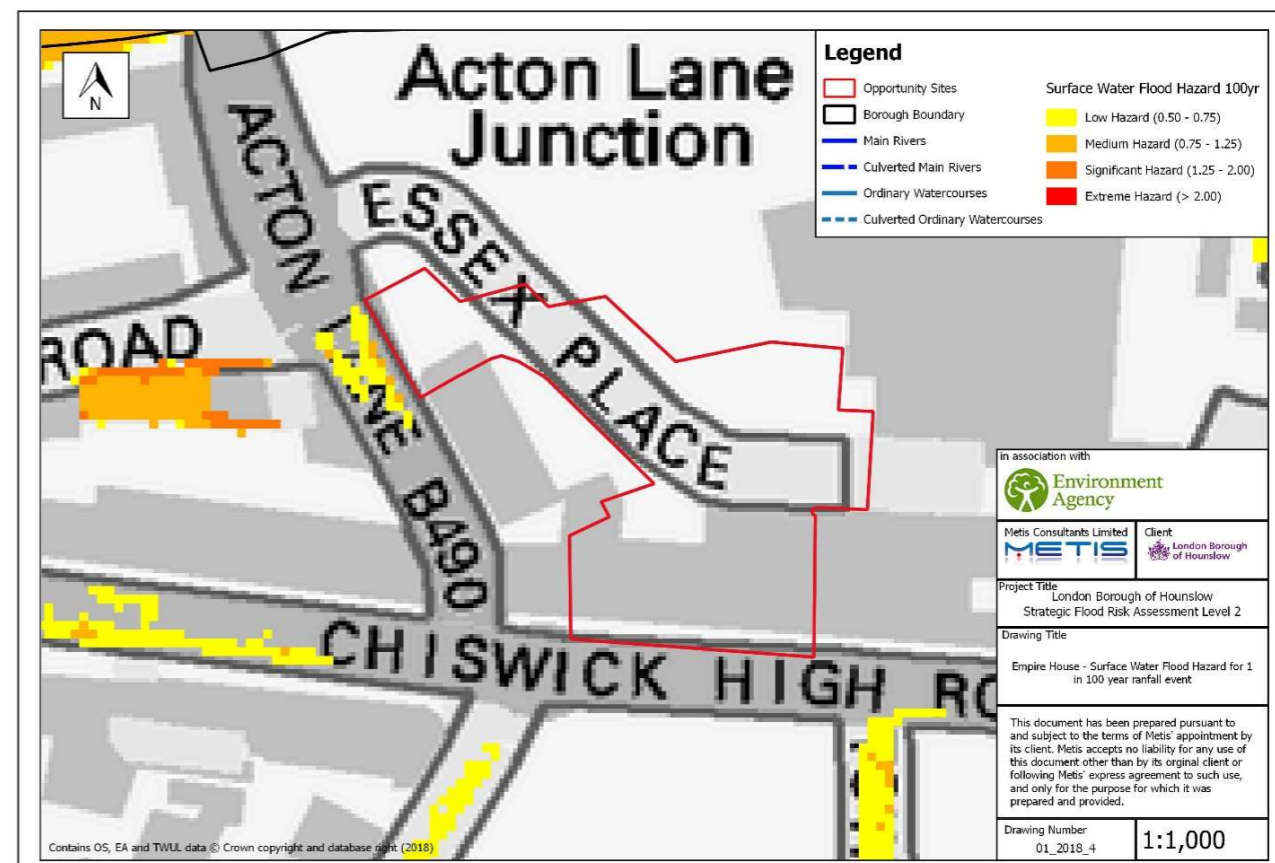 Acton Lane
Junction
N
ACTON
LANE B490
ESSEX PLACE
ROAD
CHISWICK HIGH RO
Legend
Opportunity Sites
Borough Boundary
Main Rivers
Culverted Main Rivers
Ordinary Watercourses
Culverted Ordinary Watercourses
Surface Water Flood Hazard 100yr
Low Hazard (0.50 - 0.75)
Medium Hazard (0.75 - 1.25)
Significant Hazard (1.25 - 2.00)
Extreme Hazard (> 2.00)
in association with
Environment
Agency
Metis Consultants Limited
METIS
Client
London Borough
of Hounslow
Project Title
London Borough of Hounslow
Strategic Flood Risk Assessment Level 2
Drawing Title
Empire House - Surface Water Flood Hazard for 1
in 100 year ranfall event
This document has been prepared pursuant to
and subject to the terms of Metis' appointment by
its client. Metis accepts no liability for any use of
this document other than by its orginal client or
following Metis' express agreement to such use,
and only for the purpose for which it was
prepared and provided.
Drawing Number
01_2018_4
1:1,000
Contains OS, EA and TWUL data © Crown copyright and database right (2018)